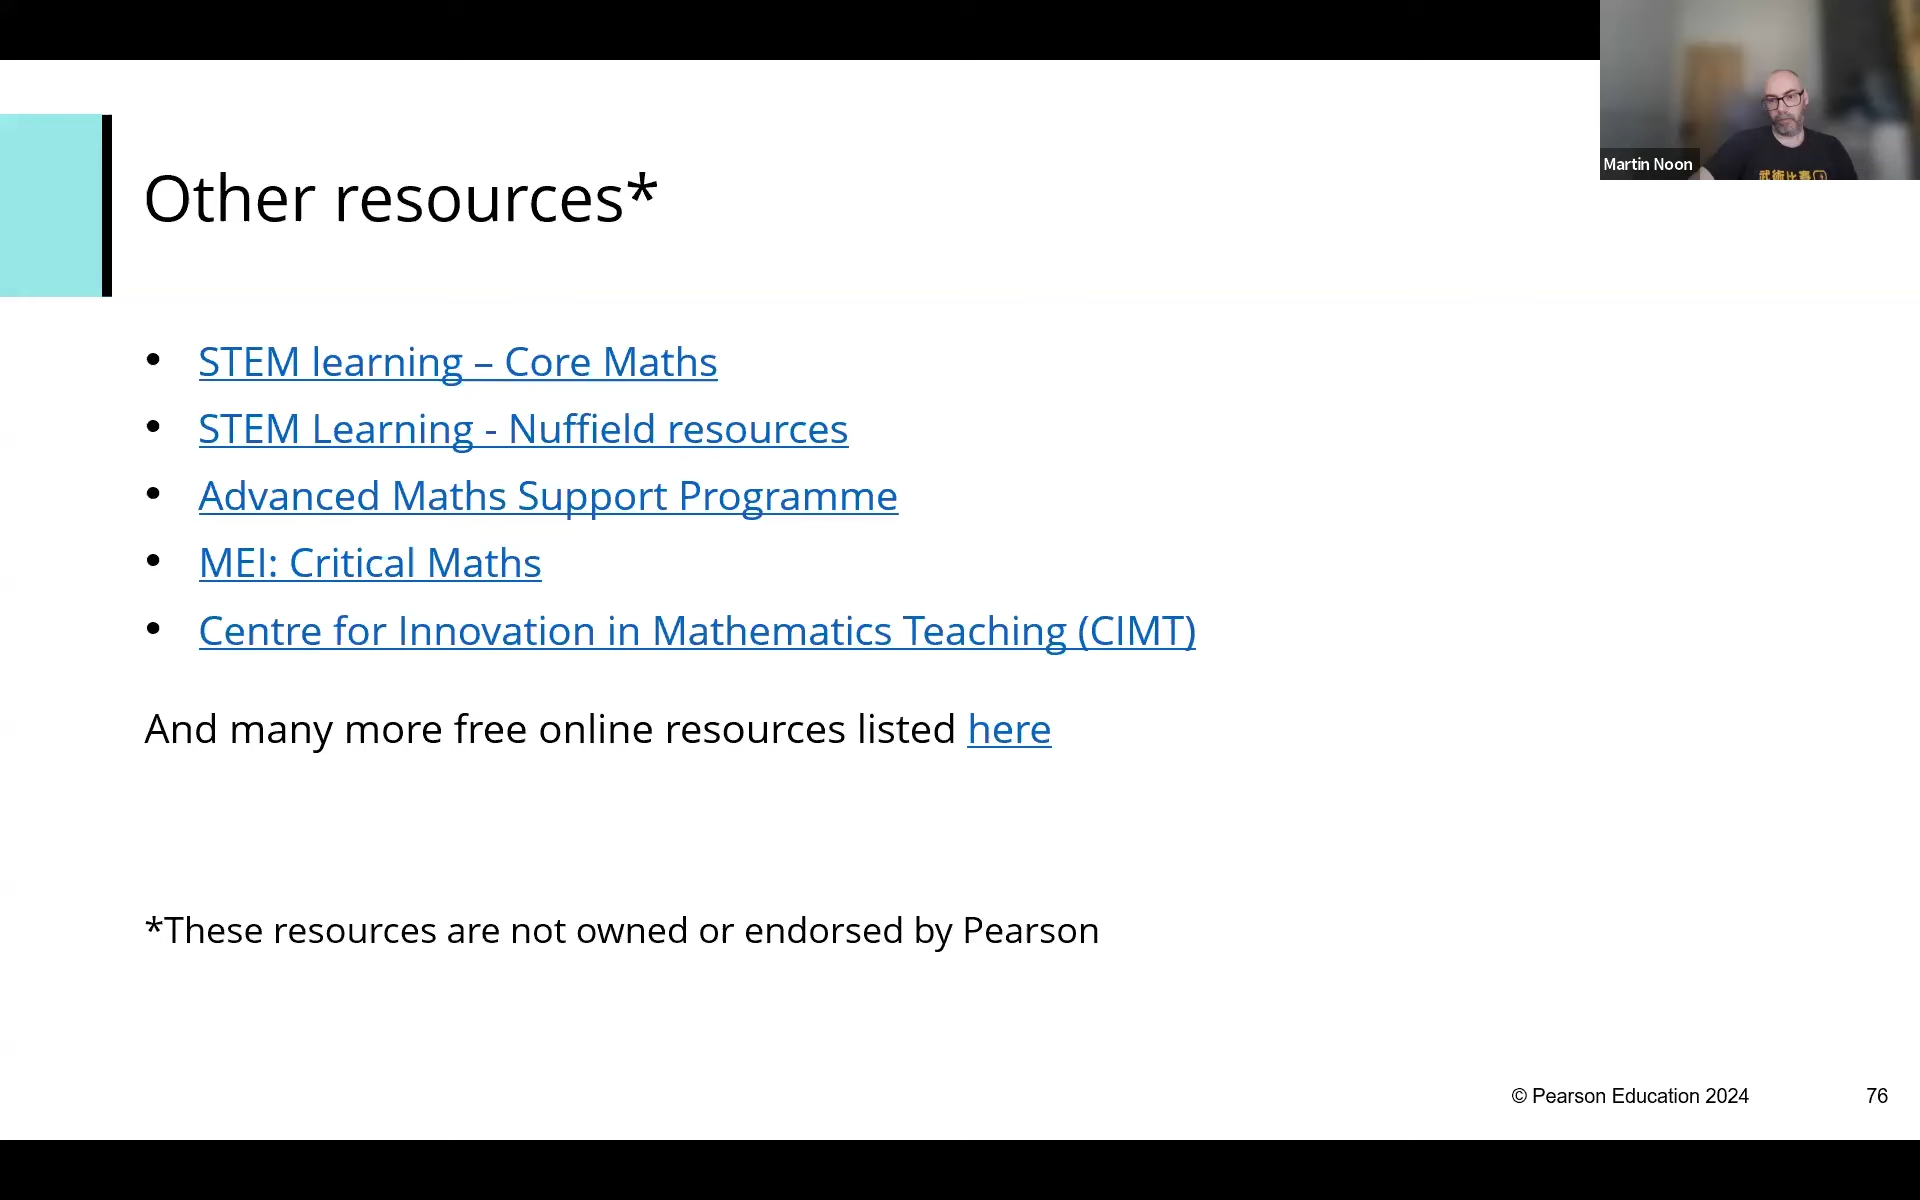 Martin Noon
Other resources*
• STEM learning – Core Maths
• STEM Learning - Nuffield resources
• Advanced Maths Support Programme
• MEI: Critical Maths
• Centre for Innovation in Mathematics Teaching (CIMT)
And many more free online resources listed here
*These resources are not owned or endorsed by Pearson
© Pearson Education 2024
76